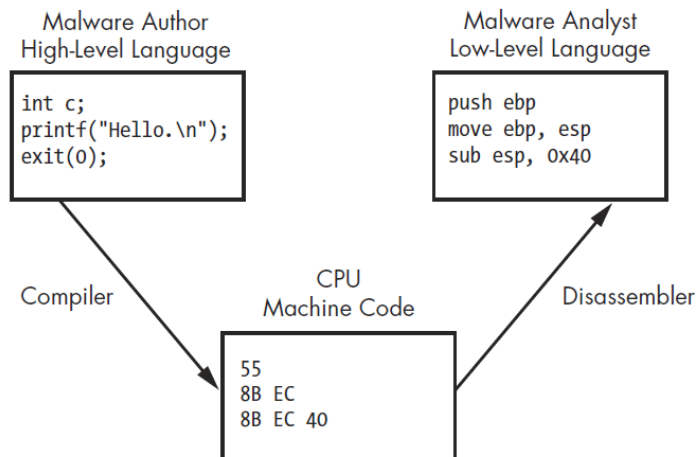 Malware Author
High-Level Language
int c;
printf("Hello.\n");
exit(0);
Malware Analyst
Low-Level Language
push ebp
move ebp, esp
sub esp, 0x40
Compiler
CPU
Machine Code
Disassembler
55
8B EC
8B EC 40